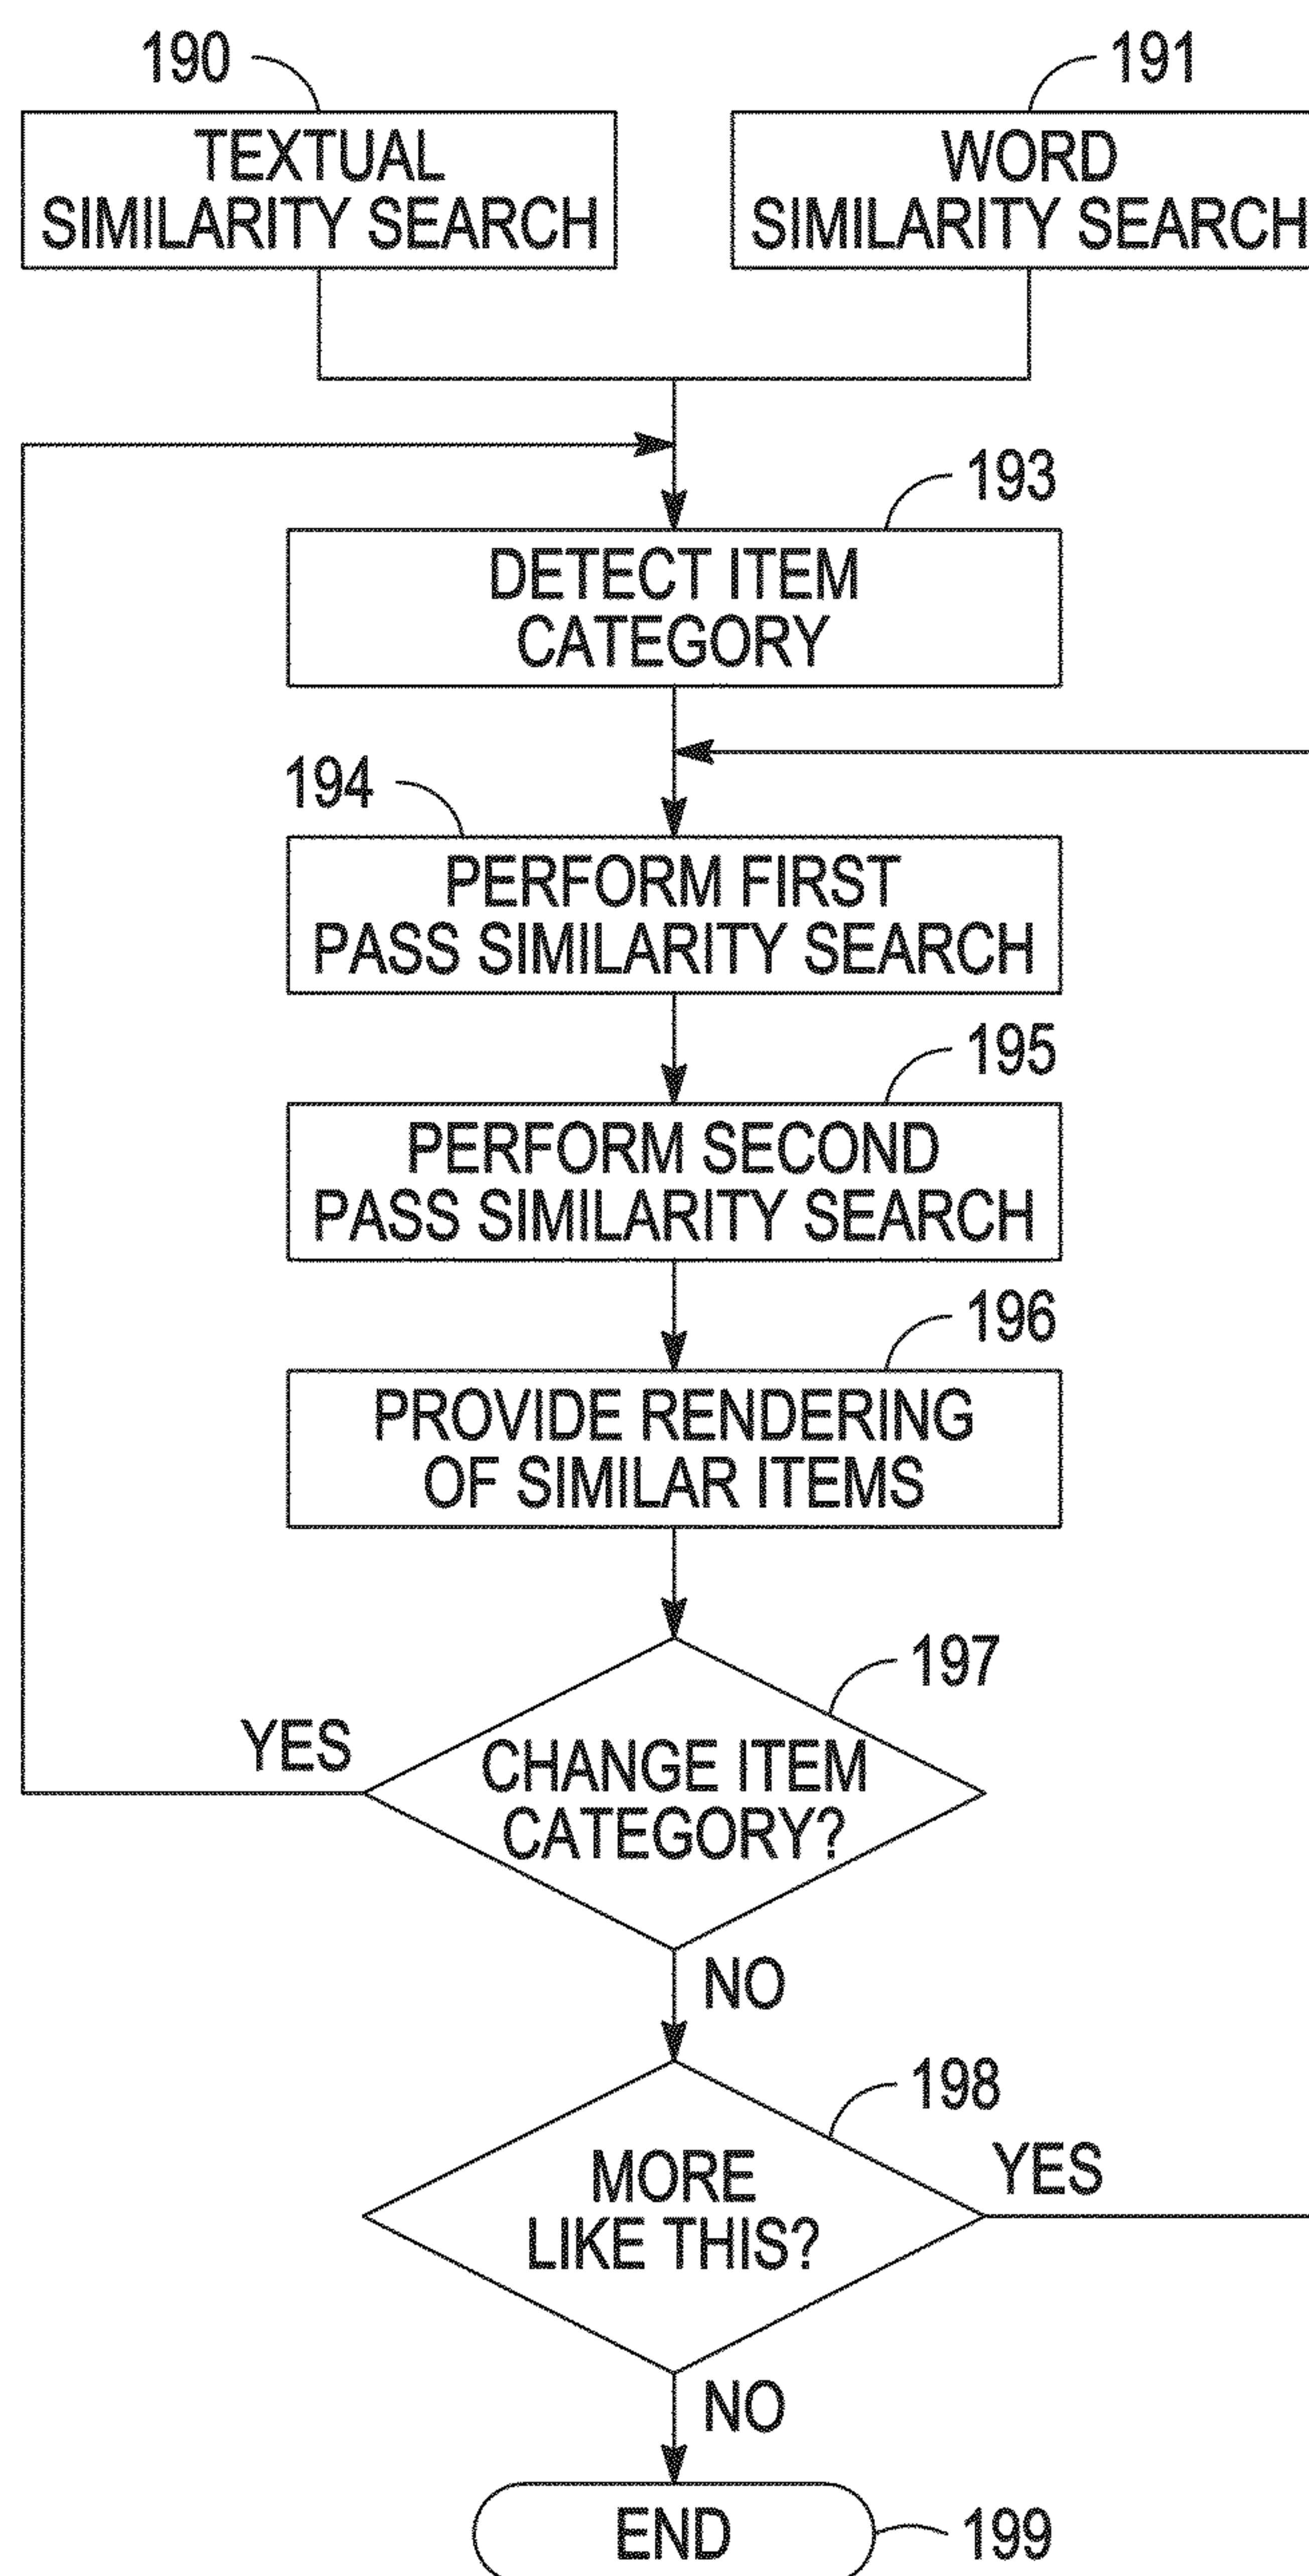 190
191
TEXTUAL
SIMILARITY SEARCH
WORD
SIMILARITY SEARCH
193
DETECT ITEM
CATEGORY
194
PERFORM FIRST
PASS SIMILARITY SEARCH
195
PERFORM SECOND
PASS SIMILARITY SEARCH
196
PROVIDE RENDERING
OF SIMILAR ITEMS
197
YES
CHANGE ITEM
CATEGORY?
NO
198
YES
MORE
LIKE THIS?
NO
END
199